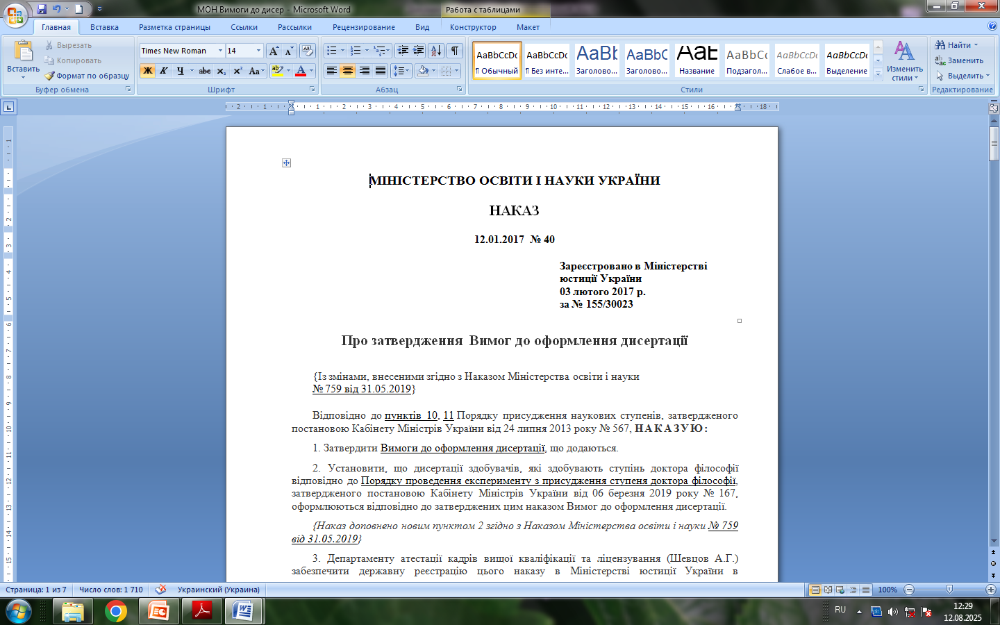 МОН Вимоги до дисер - Microsoft Word
Работа с таблицами
Главная Вставка Разметка страницы Ссылки Рассылки Рецензирование Вид Конструктор Макет
Вставить
Вырезать
Копировать
Формат по образцу
Буфер обмена
Times New Roman 14
Ж К Ч abc x₂ x² Aa
Шрифт
Абзац
AaBbCcDc AaBbCcDc AaBb AaBbC AaB AaBbCc AaBbCcDc AaBbCcDc
¶ Обычный ¶ Без инте... Заголово... Заголово... Название Подзагол... Слабое в... Выделение
Стили
Изменить стили
Найти
Заменить
Выделить
Редактирование
МІНІСТЕРСТВО ОСВІТИ І НАУКИ УКРАЇНИ
НАКАЗ
12.01.2017 № 40
Зареєстровано в Міністерстві
юстиції України
03 лютого 2017 р.
за № 155/30023
Про затвердження Вимог до оформлення дисертації
{Із змінами, внесеними згідно з Наказом Міністерства освіти і науки
№ 759 від 31.05.2019}
Відповідно до пунктів 10, 11 Порядку присудження наукових ступенів, затвердженого
постановою Кабінету Міністрів України від 24 липня 2013 року № 567, НАКАЗУЮ:
1. Затвердити Вимоги до оформлення дисертації, що додаються.
2. Установити, що дисертації здобувачів, які здобувають ступінь доктора філософії
відповідно до Порядку проведення експерименту з присудження ступеня доктора філософії,
затвердженого постановою Кабінету Міністрів України від 06 березня 2019 року № 167,
оформлюються відповідно до затверджених цим наказом Вимог до оформлення дисертації.
{Наказ доповнено новим пунктом 2 згідно з Наказом Міністерства освіти і науки № 759
від 31.05.2019}
3. Департаменту атестації кадрів вищої кваліфікації та ліцензування (Шевцов А.Г.)
забезпечити державну реєстрацію цього наказу в Міністерстві юстиції України в
Страница: 1 из 7 Число слов: 1 710 Украинский (Украина) 100%
RU 12:29
12.08.2025